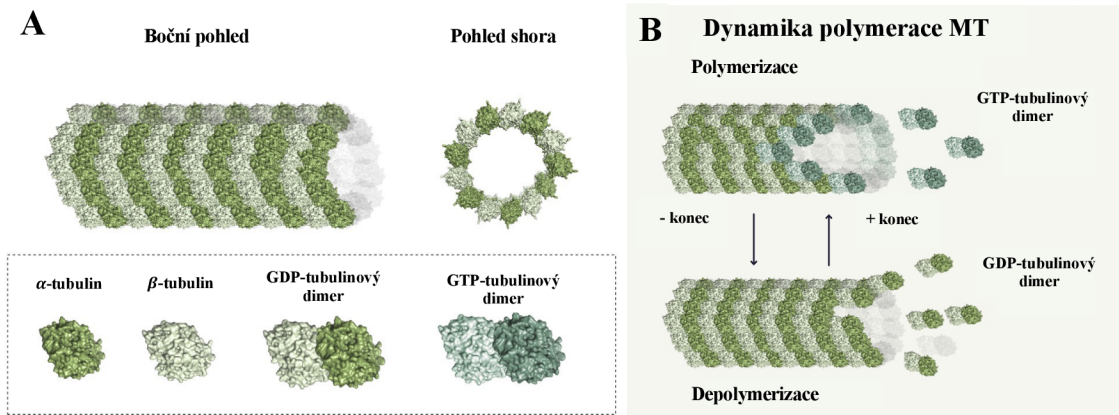 A
Boční pohled
Pohled shora
α-tubulin
β-tubulin
GDP-tubulinový
dimer
GTP-tubulinový
dimer
B
Dynamika polymerace MT
Polymerizace
GTP-tubulinový
dimer
- konec
+ konec
GDP-tubulinový
dimer
Depolymerizace